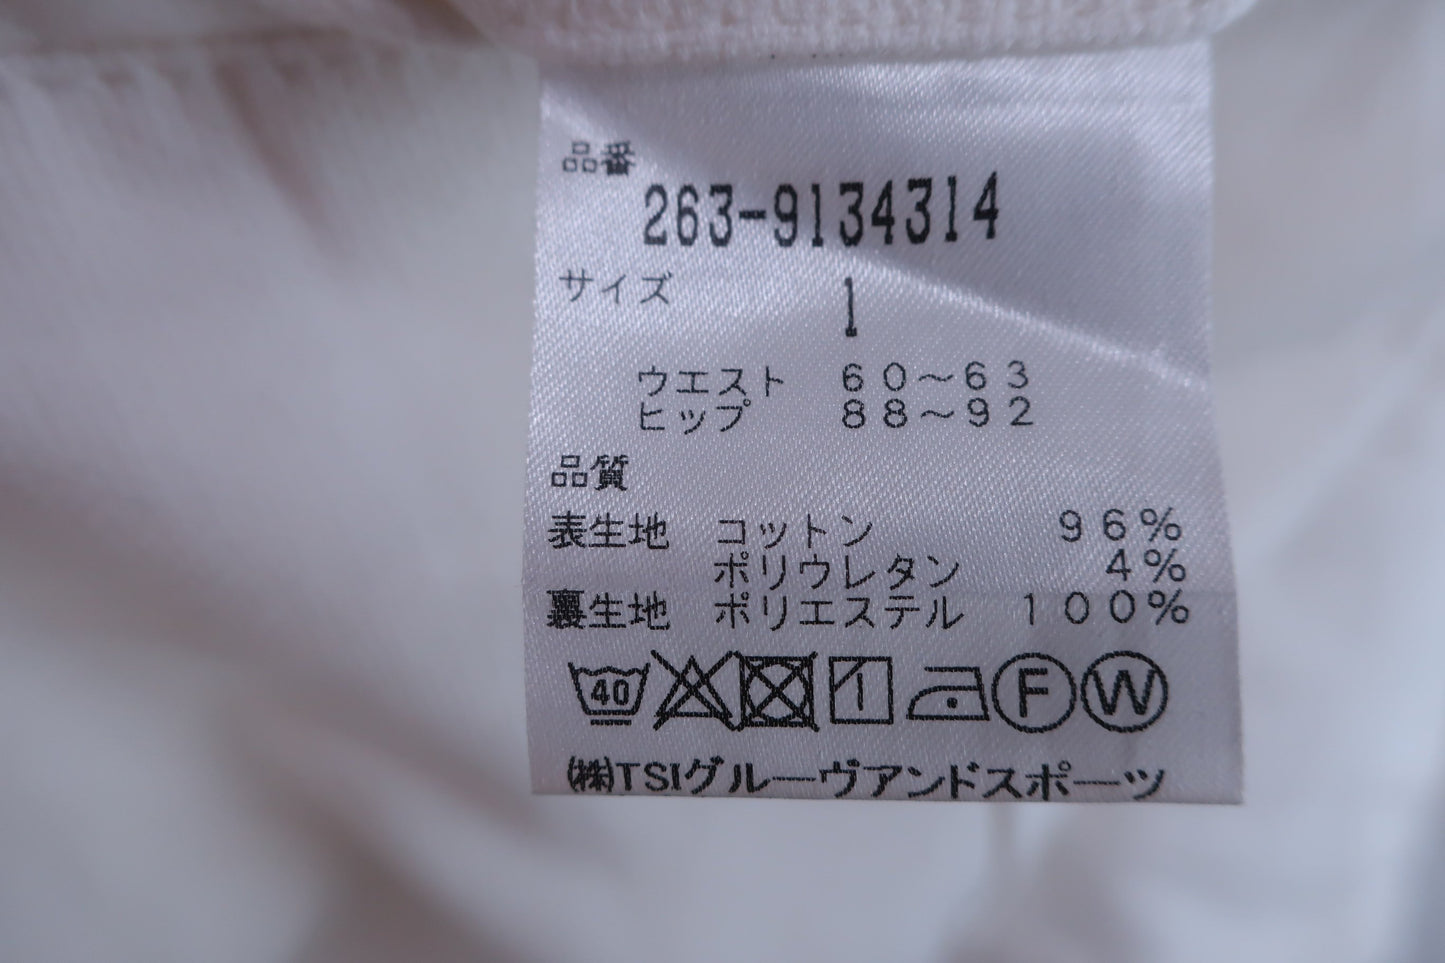 品番
263-9134314
サイズ 1
ウエスト 60～63
ヒップ 88～92
品質
表生地 コットン 96%
ポリウレタン 4%
裏生地 ポリエステル 100%
40 F W
㈱TSIグルーヴアンドスポーツ